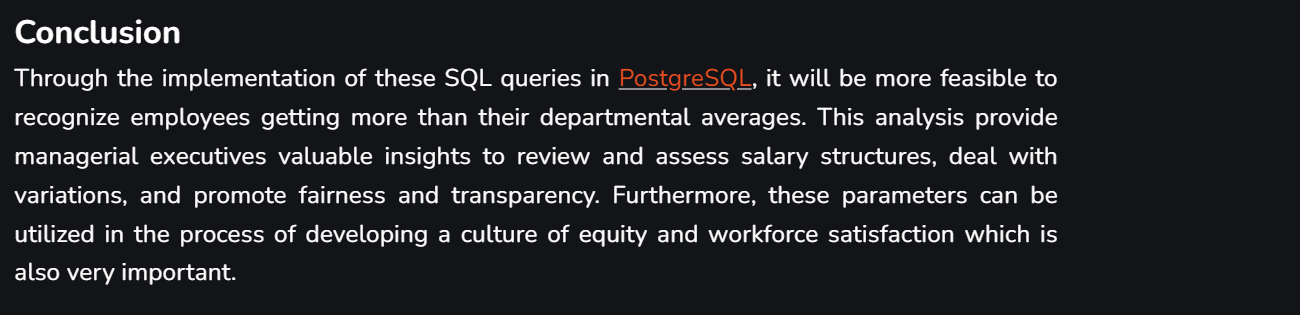 Conclusion
Through the implementation of these SQL queries in PostgreSQL, it will be more feasible to
recognize employees getting more than their departmental averages. This analysis provide
managerial executives valuable insights to review and assess salary structures, deal with
variations, and promote fairness and transparency. Furthermore, these parameters can be
utilized in the process of developing a culture of equity and workforce satisfaction which is
also very important.